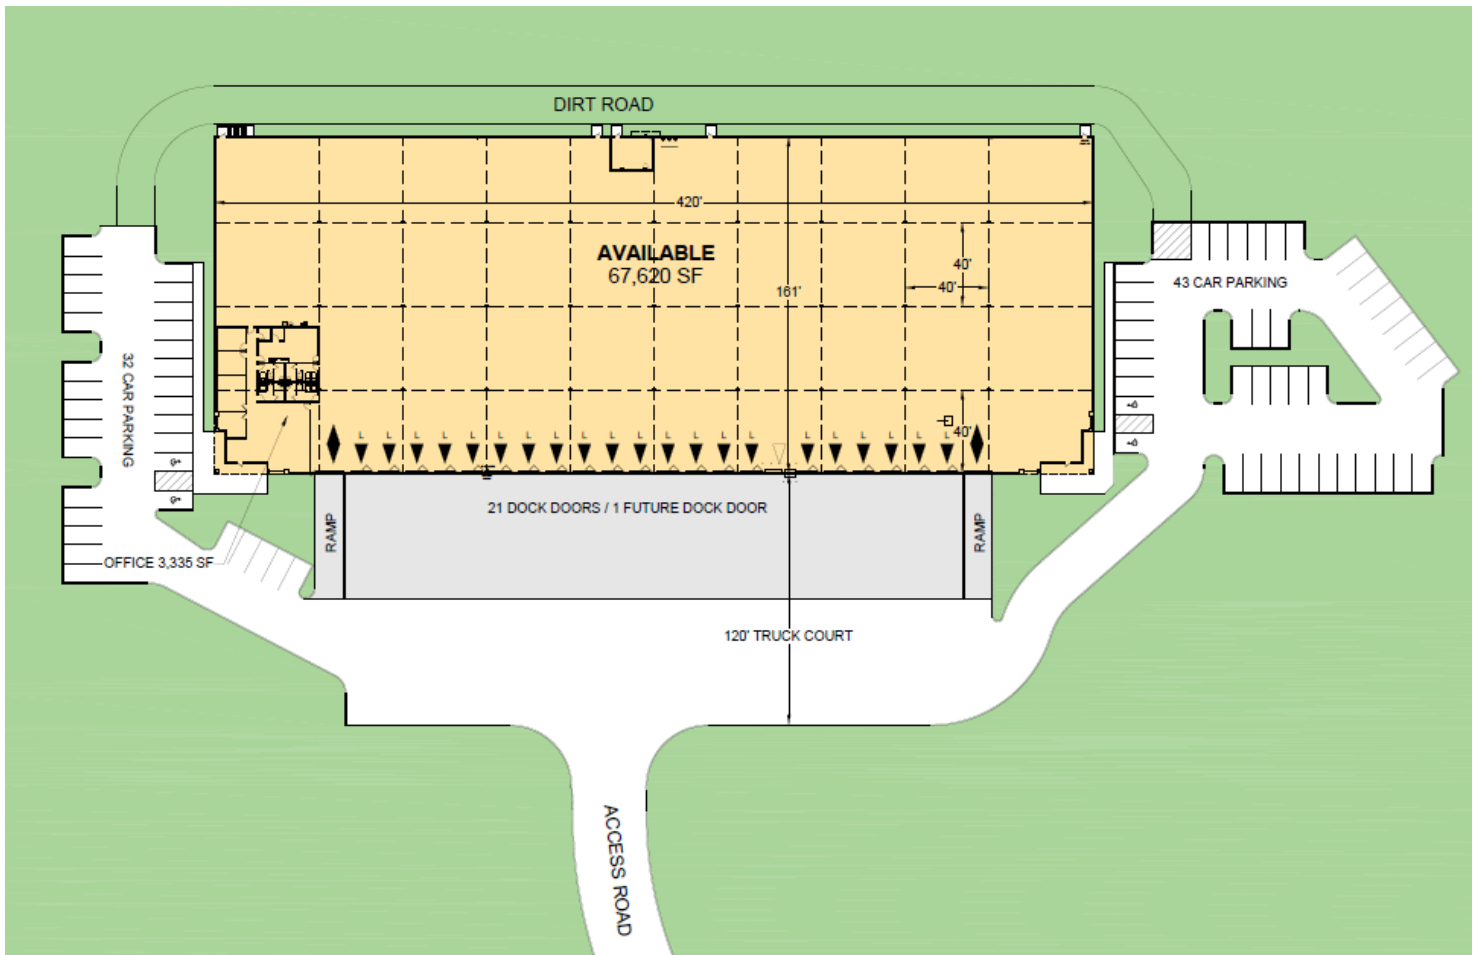 DIRT ROAD
420'
AVAILABLE
67,620 SF
40'
40'
161'
43 CAR PARKING
32 CAR PARKING
40'
L L L L L L L L L L L L L L L L L L L L L
21 DOCK DOORS / 1 FUTURE DOCK DOOR
RAMP
RAMP
OFFICE 3,335 SF
120' TRUCK COURT
ACCESS ROAD